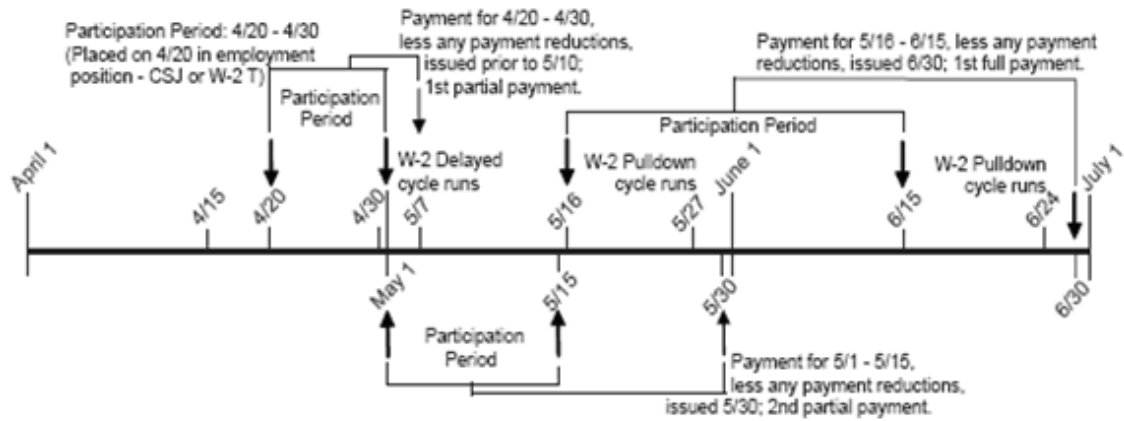 Participation Period: 4/20 - 4/30
(Placed on 4/20 in employment
position - CSJ or W-2 T)
Payment for 4/20 - 4/30,
less any payment reductions,
issued prior to 5/10;
1st partial payment.
Payment for 5/16 - 6/15, less any payment
reductions, issued 6/30; 1st full payment.
Participation
Period
Participation Period
W-2 Delayed
cycle runs
W-2 Pulldown
cycle runs
W-2 Pulldown
cycle runs
April 1
4/15
4/20
4/30
5/7
5/16
5/27
June 1
6/15
6/24
July 1
May 1
5/15
5/30
6/30
Participation
Period
Payment for 5/1 - 5/15,
less any payment reductions,
issued 5/30; 2nd partial payment.